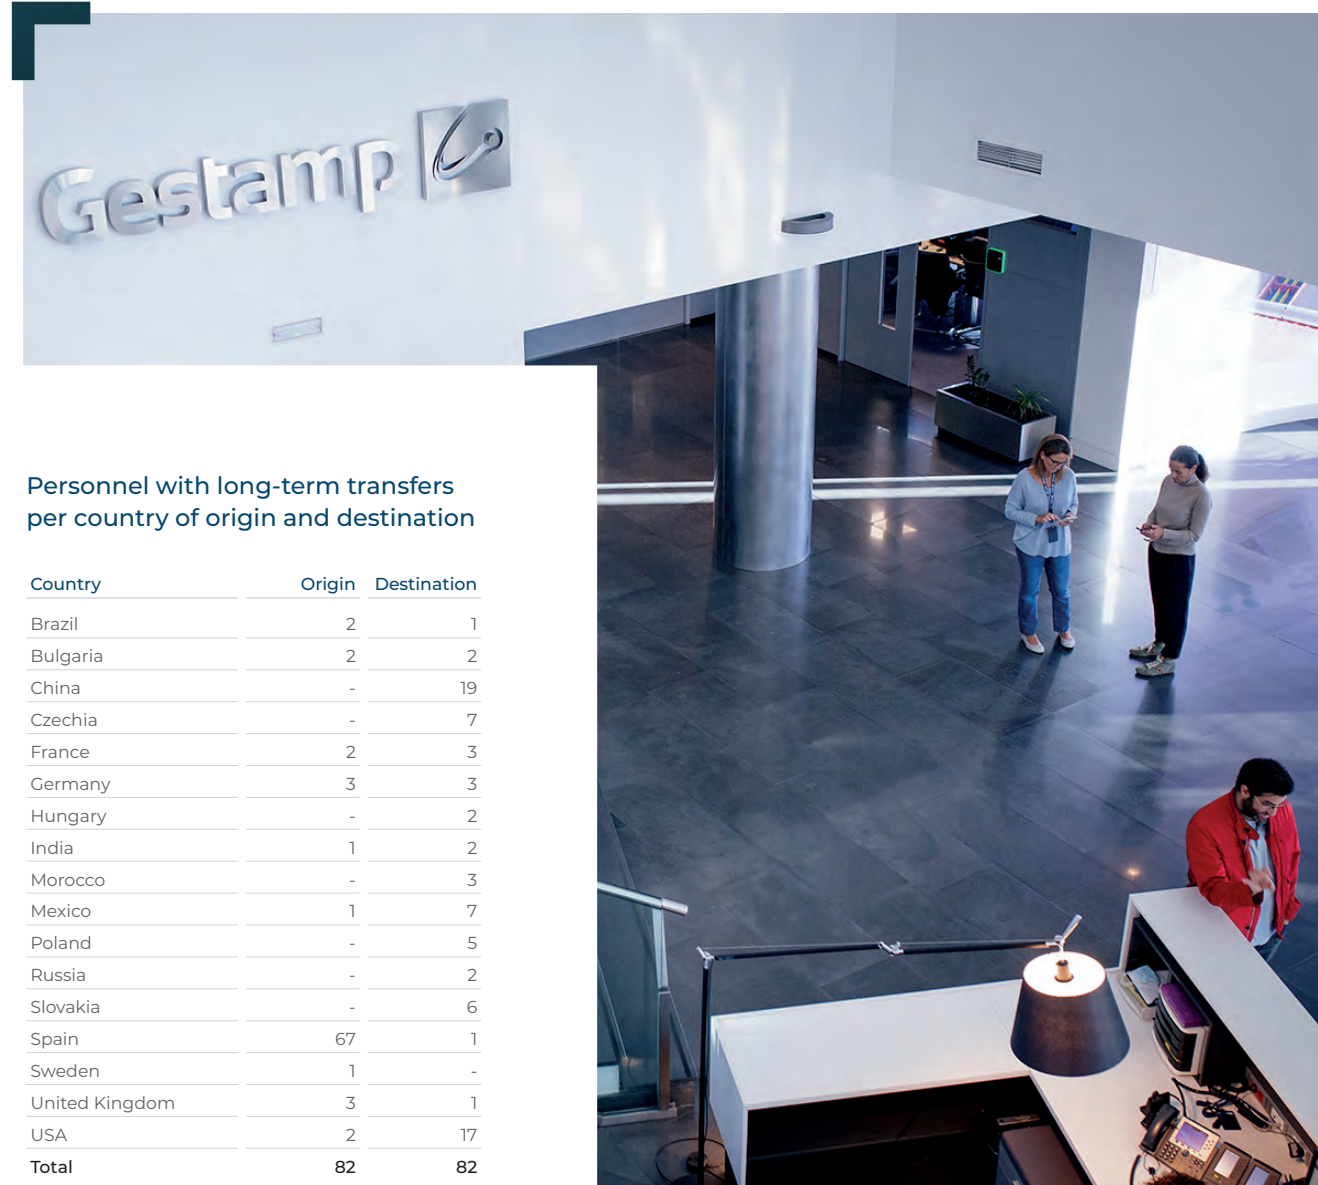 Gestamp
Personnel with long-term transfers
per country of origin and destination
Country Origin Destination
Brazil 2 1
Bulgaria 2 2
China - 19
Czechia - 7
France 2 3
Germany 3 3
Hungary - 2
India 1 2
Morocco - 3
Mexico 1 7
Poland - 5
Russia - 2
Slovakia - 6
Spain 67 1
Sweden 1 -
United Kingdom 3 1
USA 2 17
Total 82 82